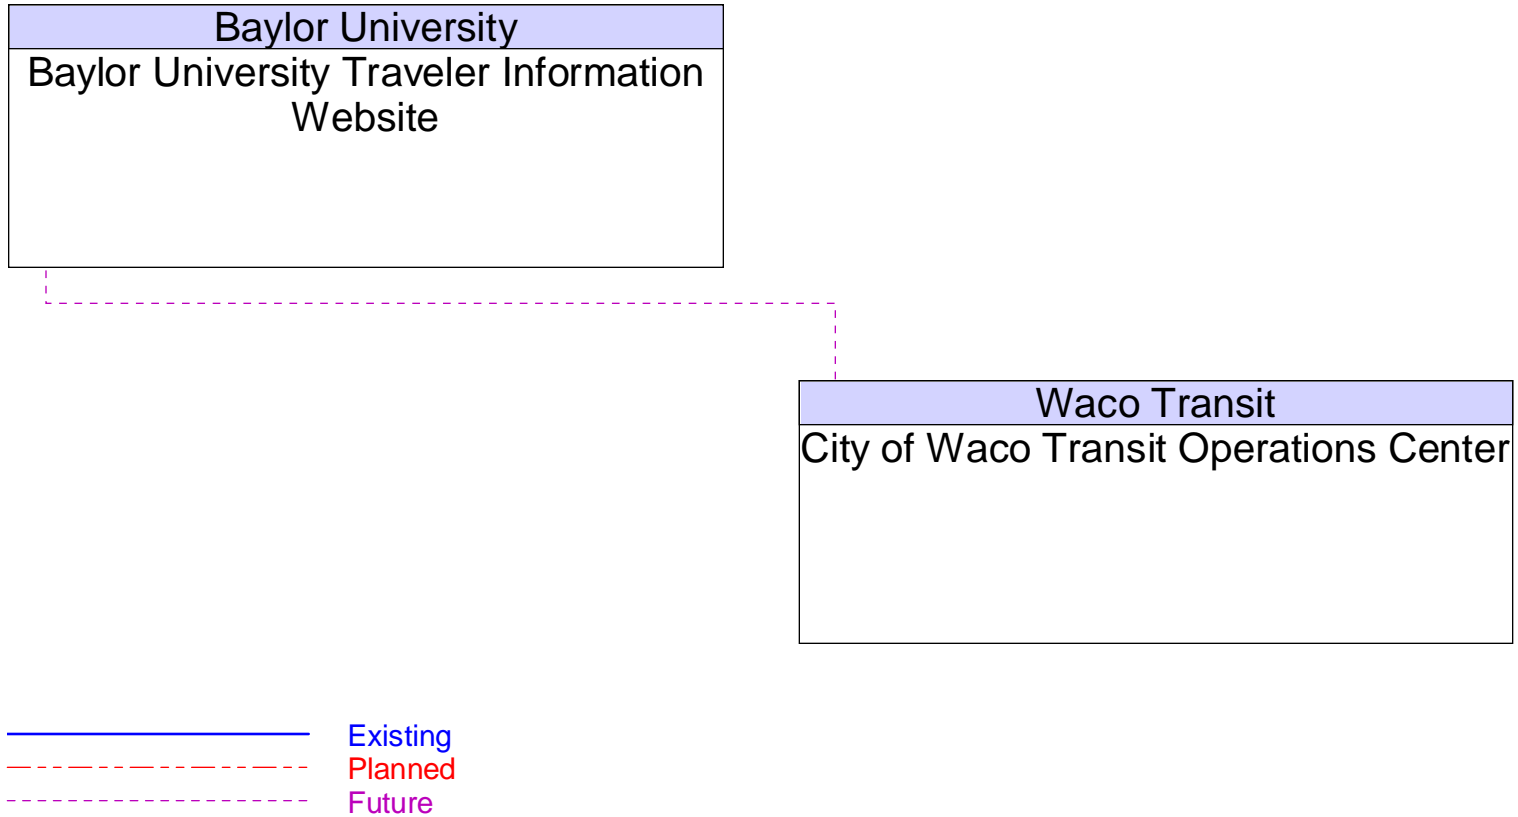 Baylor University
Baylor University Traveler Information
Website
Waco Transit
City of Waco Transit Operations Center
Existing
Planned
Future